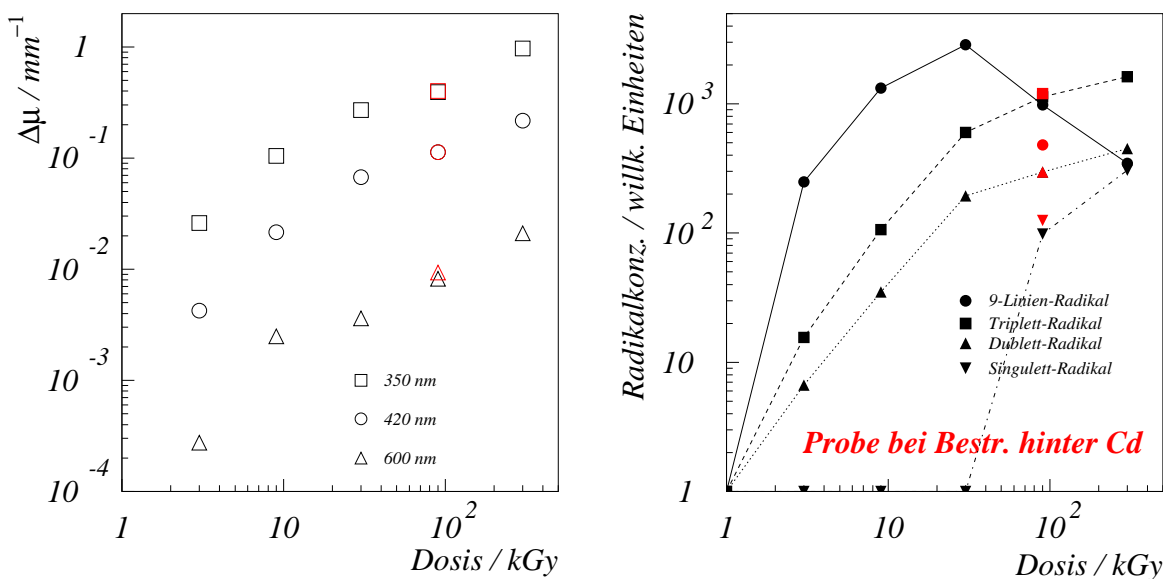 Δμ / mm⁻¹
1
10⁻¹
10⁻²
10⁻³
10⁻⁴
350 nm
420 nm
600 nm
1
10
10²
Dosis / kGy
Radikalkonz. / willk. Einheiten
10³
10²
10
1
9-Linien-Radikal
Triplett-Radikal
Dublett-Radikal
Singulett-Radikal
Probe bei Bestr. hinter Cd
1
10
10²
Dosis / kGy